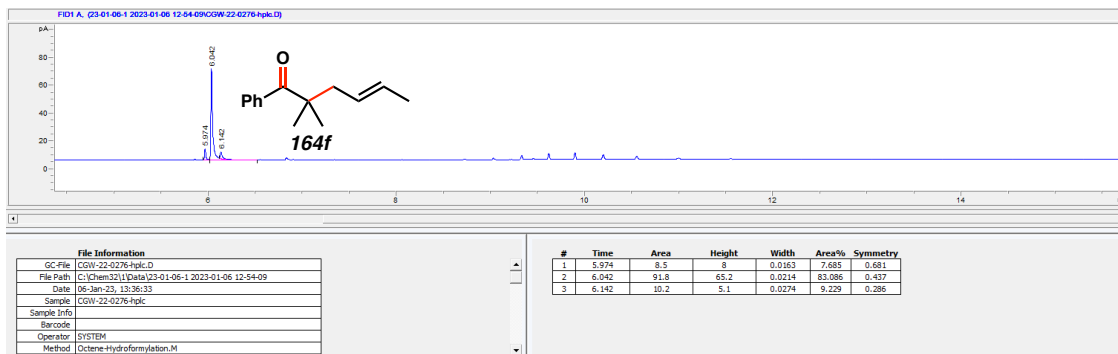 FID1 A, (23-01-06-1 2023-01-06 12-54-09\CGW-22-0276-hplc.D)
pA
80
60
40
20
0
5.974
6.042
6.142
O
Ph
164f
6
8
10
12
14
File Information
GC-File CGW-22-0276-hplc.D
File Path C:\Chem32\1\Data\23-01-06-1 2023-01-06 12-54-09
Date 06-Jan-23, 13:36:33
Sample CGW-22-0276-hplc
Sample Info
Barcode
Operator SYSTEM
Method Octene-Hydroformylation.M
# Time Area Height Width Area% Symmetry
1 5.974 8.5 8 0.0163 7.685 0.681
2 6.042 91.8 65.2 0.0214 83.086 0.437
3 6.142 10.2 5.1 0.0274 9.229 0.286